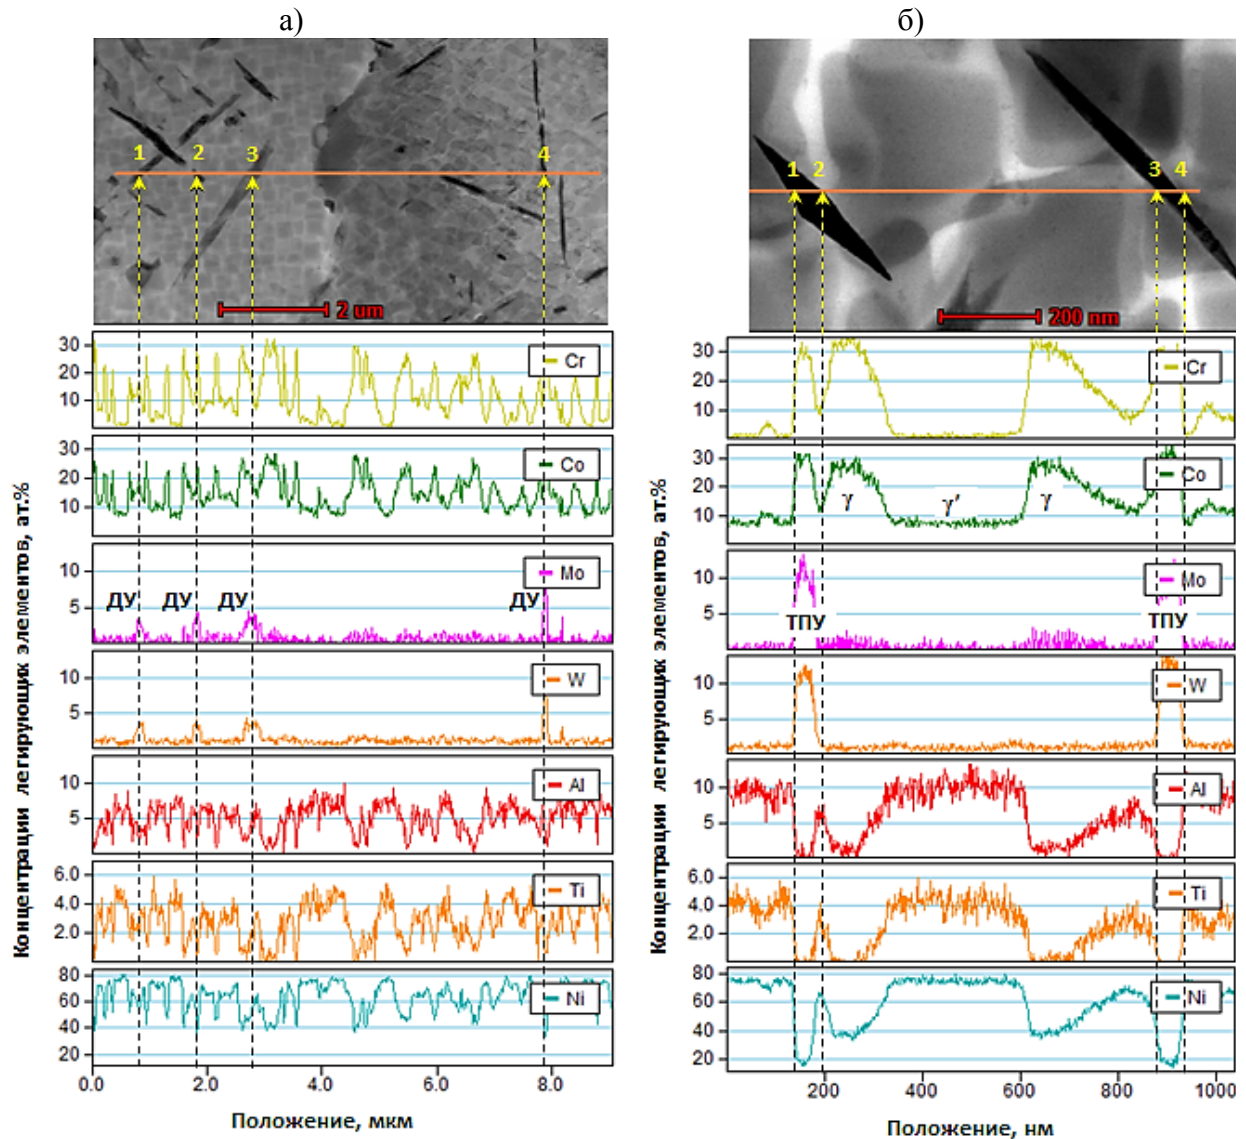 а)
б)
1
2
3
4
2 um
1
2
3
4
200 nm
Концентрации легирующих элементов, ат.%
30
20
10
Cr
30
20
10
Co
10
5
Mo
ДУ
ДУ
ДУ
ДУ
10
5
W
10
5
Al
6.0
4.0
2.0
Ti
80
60
40
20
Ni
0.0
2.0
4.0
6.0
8.0
Положение, мкм
Концентрации легирующих элементов, ат.%
30
20
10
Cr
30
20
10
Co
γ
γ'
γ
10
5
Mo
ТПУ
ТПУ
10
5
W
10
5
Al
6.0
4.0
2.0
Ti
80
60
40
20
Ni
200
400
600
800
1000
Положение, нм